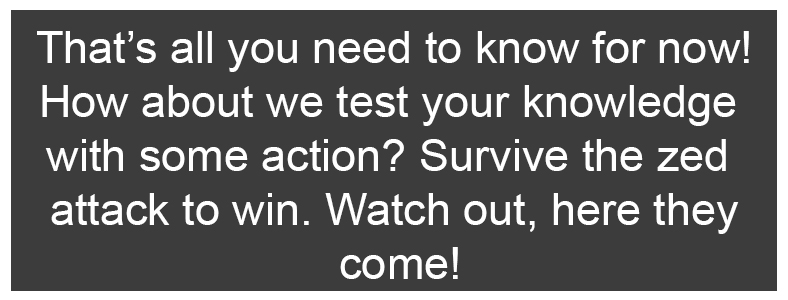 That’s all you need to know for now!
How about we test your knowledge
with some action? Survive the zed
attack to win. Watch out, here they
come!